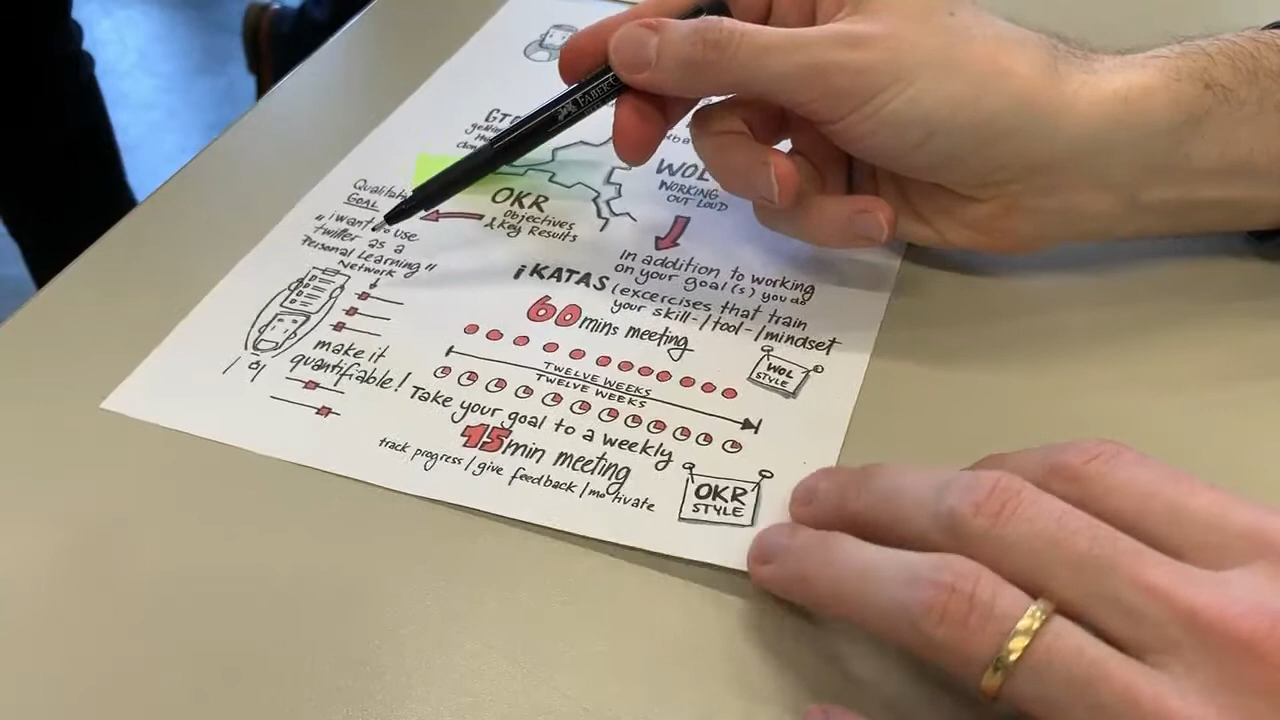 FABER
GTD
Qualitative
GOAL
"i want to use
twitter as a
Personal Learning"
Network
OKR
Objectives
& Key Results
WOL
WORKING
OUT LOUD
in addition to working
on your goal(s) you do
¡KATAS (excercises that train
your skill-/tool-/mindset
60 mins meeting
WOL
STYLE
TWELVE WEEKS
TWELVE WEEKS
make it
quantifiable!
Take your goal to a weekly
15 min meeting
track progress/give feedback/motivate
OKR
STYLE